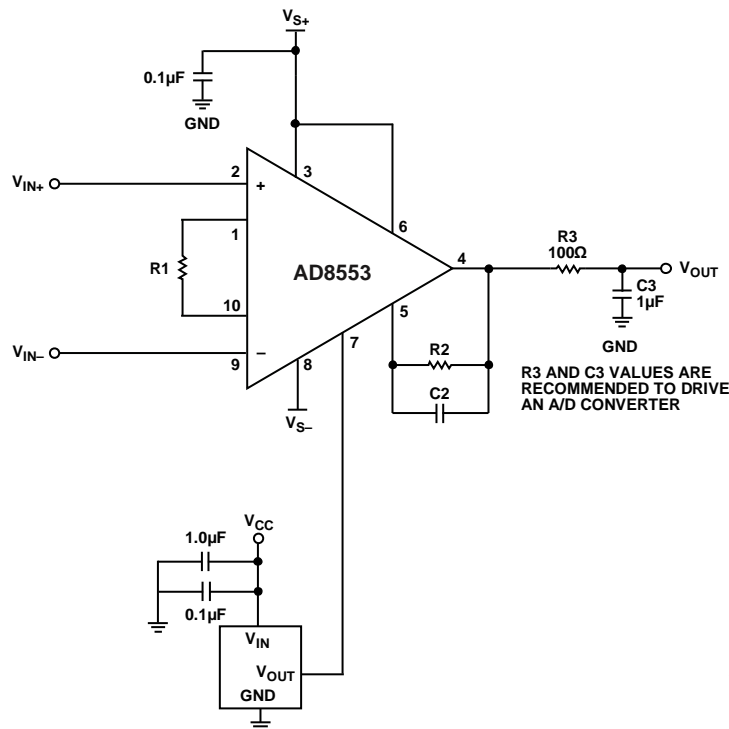 VS+
0.1µF
GND
VIN+
2
+
3
1
6
R1
AD8553
4
R3
100Ω
VOUT
C3
1µF
GND
10
5
VIN–
9
–
8
7
R2
C2
VS–
R3 AND C3 VALUES ARE
RECOMMENDED TO DRIVE
AN A/D CONVERTER
VCC
1.0µF
0.1µF
VIN
VOUT
GND